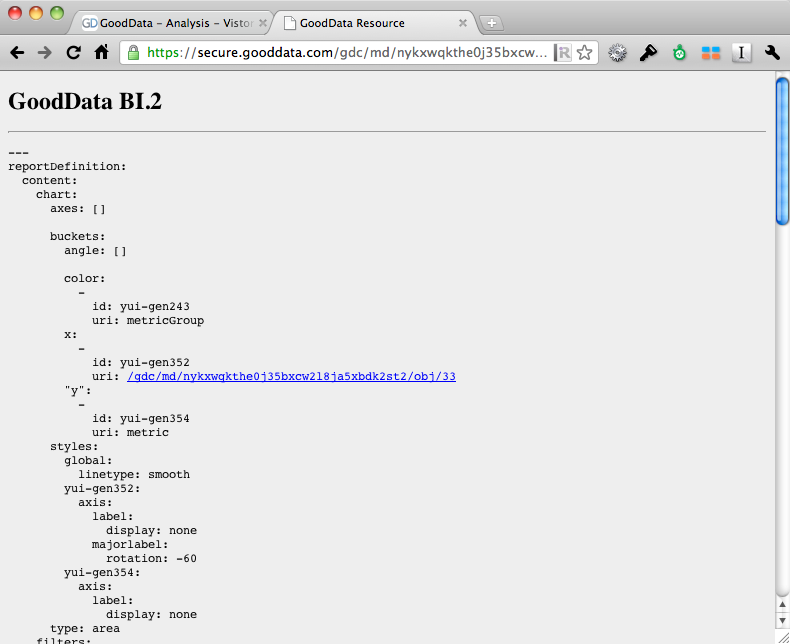 GoodData – Analysis – Vistor
GoodData Resource
https://secure.gooddata.com/gdc/md/nykxwqkthe0j35bxcw...
GoodData BI.2
---
reportDefinition:
  content:
    chart:
      axes: []
      buckets:
        angle: []
        color:
          -
            id: yui-gen243
            uri: metricGroup
        x:
          -
            id: yui-gen352
            uri: /gdc/md/nykxwqkthe0j35bxcw2l8ja5xbdk2st2/obj/33
        "y":
          -
            id: yui-gen354
            uri: metric
      styles:
        global:
          linetype: smooth
        yui-gen352:
          axis:
            label:
              display: none
            majorlabel:
              rotation: -60
        yui-gen354:
          axis:
            label:
              display: none
      type: area
    filters: